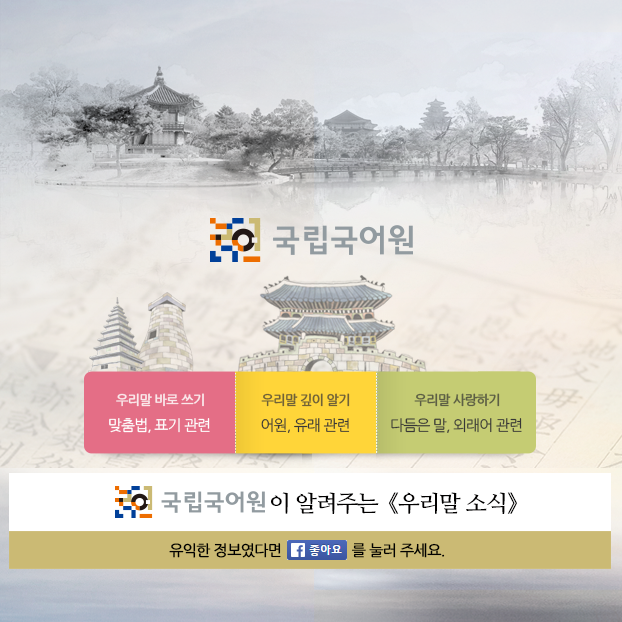 국립국어원
우리말 바로 쓰기
맞춤법, 표기 관련
우리말 깊이 알기
어원, 유래 관련
우리말 사랑하기
다듬은 말, 외래어 관련
국립국어원이 알려주는 《우리말 소식》
유익한 정보였다면 좋아요 를 눌러 주세요.